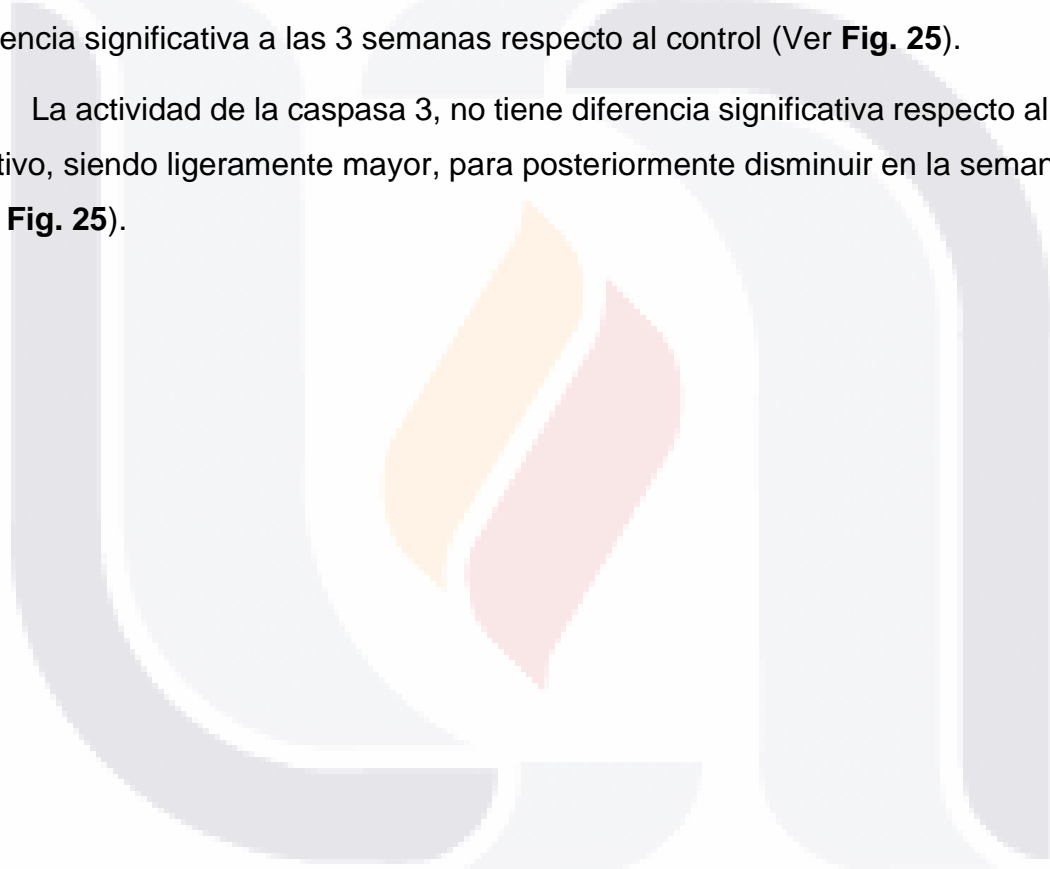 encia significativa a las 3 semanas respecto al control (Ver Fig. 25).
La actividad de la caspasa 3, no tiene diferencia significativa respecto al
tivo, siendo ligeramente mayor, para posteriormente disminuir en la seman
Fig. 25).